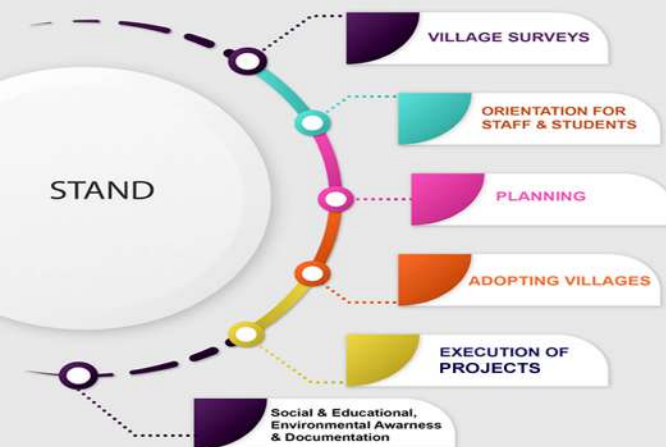 STAND
VILLAGE SURVEYS
ORIENTATION FOR
STAFF & STUDENTS
PLANNING
ADOPTING VILLAGES
EXECUTION OF
PROJECTS
Social & Educational,
Environmental Awarness
& Documentation